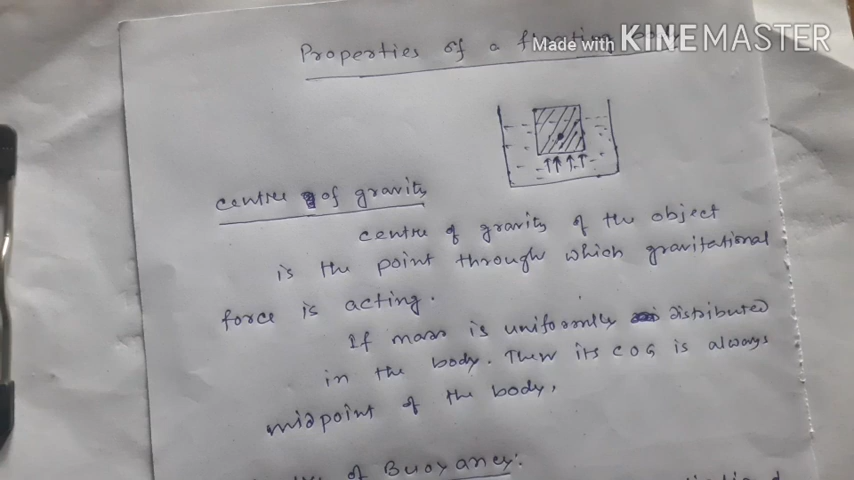 Properties of a floating body
Made with KINEMASTER
centre of gravity
centre of gravity of the object
is the point through which gravitational
force is acting.
If mass is uniformly distributed
in the body. Then its COG is always
midpoint of the body.
of Buoyancy: